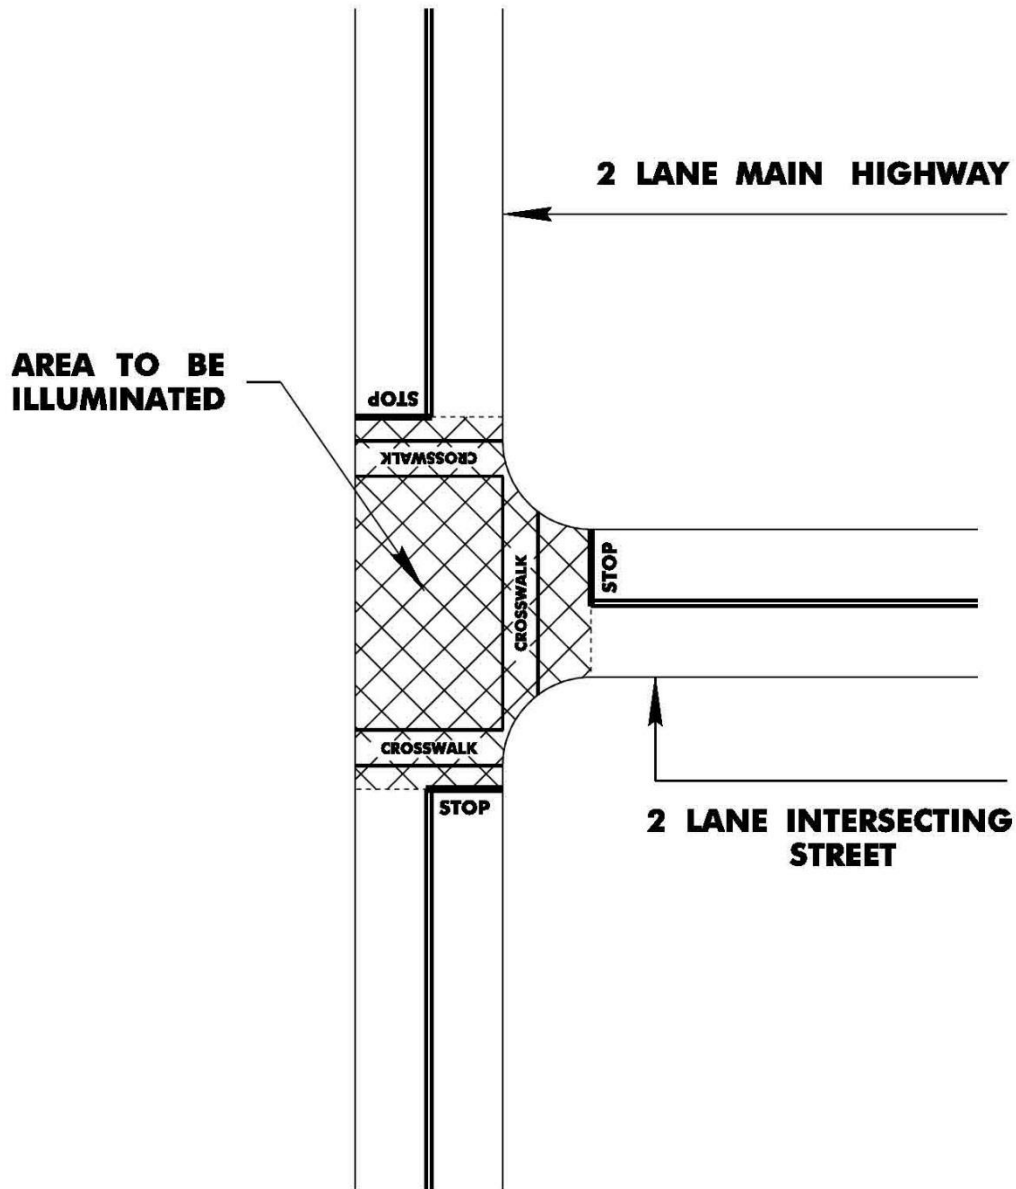 2 LANE MAIN HIGHWAY
AREA TO BE
ILLUMINATED
STOP
CROSSWALK
STOP
CROSSWALK
CROSSWALK
STOP
2 LANE INTERSECTING
STREET